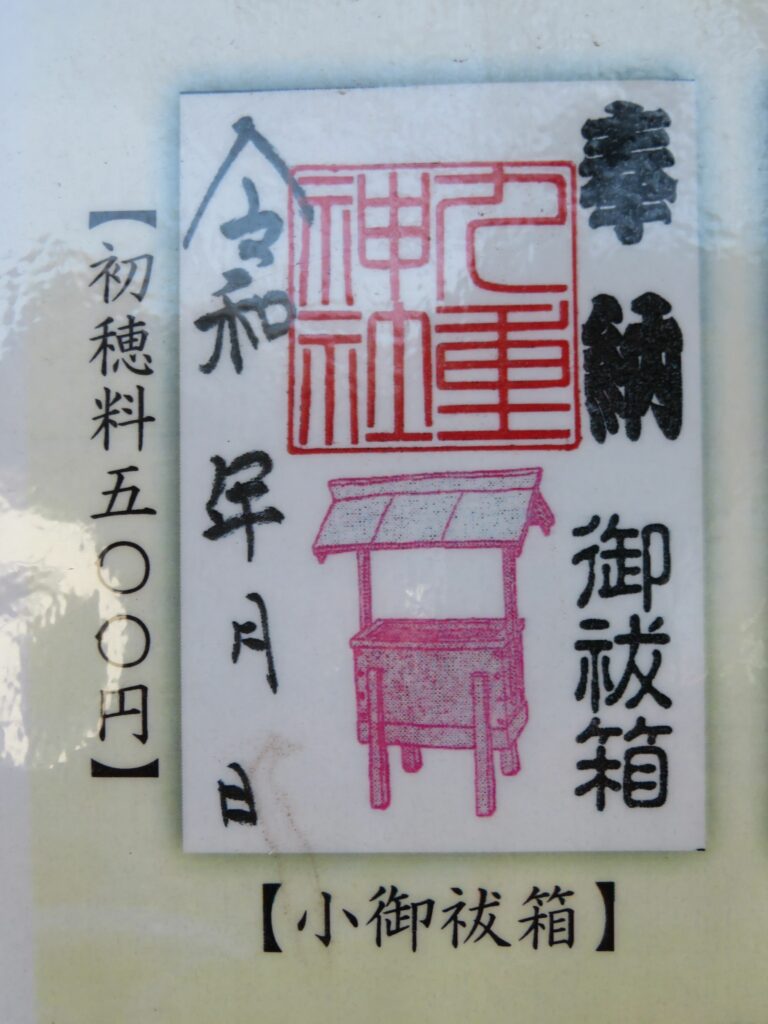 奉納
御祓箱
九重
神社
令和
年
月
日
【初穂料五〇〇円】
【小御祓箱】